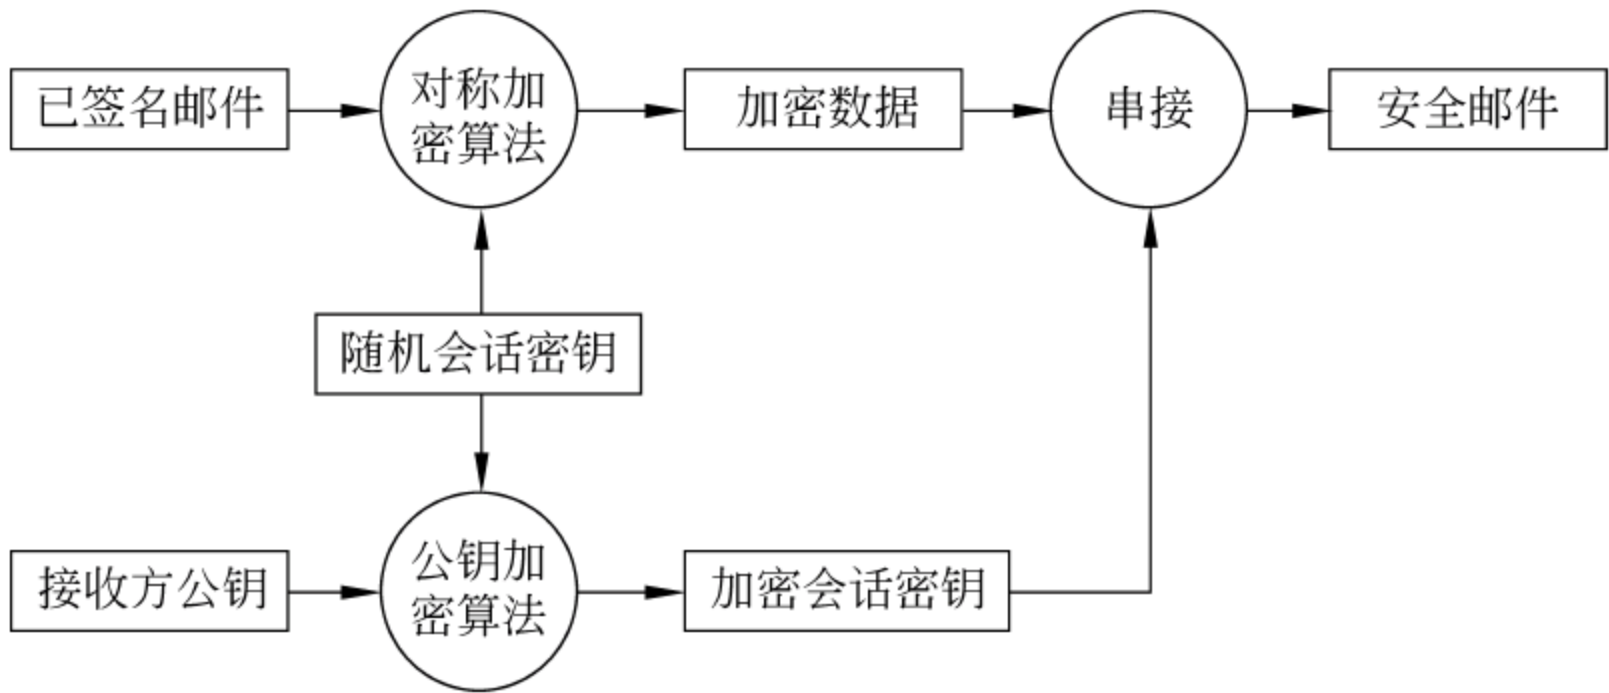 已签名邮件
对称加
密算法
加密数据
串接
安全邮件
随机会话密钥
接收方公钥
公钥加
密算法
加密会话密钥